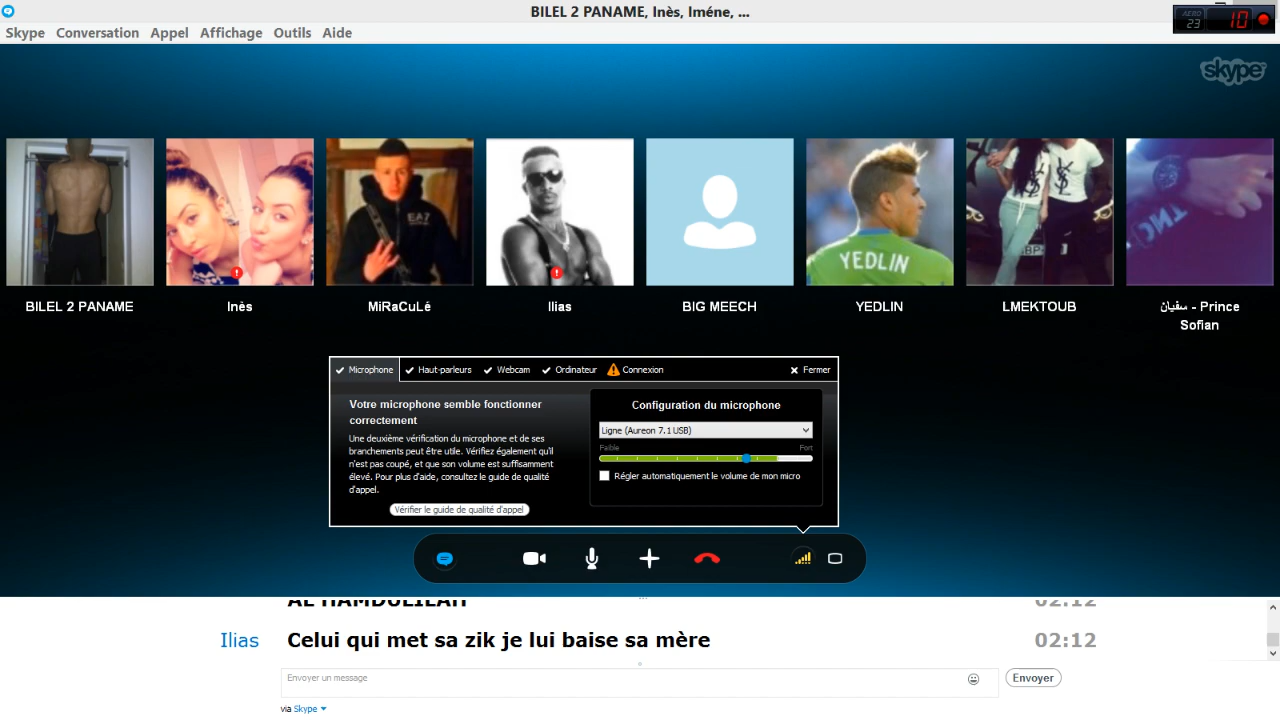 BILEL 2 PANAME, Inès, Iméne, ...
AERO
23
10
Skype Conversation Appel Affichage Outils Aide
skype
EA7
YEDLIN
BILEL 2 PANAME
Inès
MiRaCuLé
Ilias
BIG MEECH
YEDLIN
LMEKTOUB
سفيان - Prince
Sofian
Microphone Haut-parleurs Webcam Ordinateur Connexion Fermer
Votre microphone semble fonctionner
correctement
Une deuxième vérification du microphone et de ses
branchements peut être utile. Vérifiez également qu'il
n'est pas coupé, et que son volume est suffisamment
élevé. Pour plus d'aide, consultez le guide de qualité
d'appel.
Vérifier le guide de qualité d'appel
Configuration du microphone
Ligne (Aureon 7.1 USB)
Faible Fort
Régler automatiquement le volume de mon micro
AL HAMDULILAH 02:12
Ilias Celui qui met sa zik je lui baise sa mère 02:12
Envoyer un message
Envoyer
via Skype